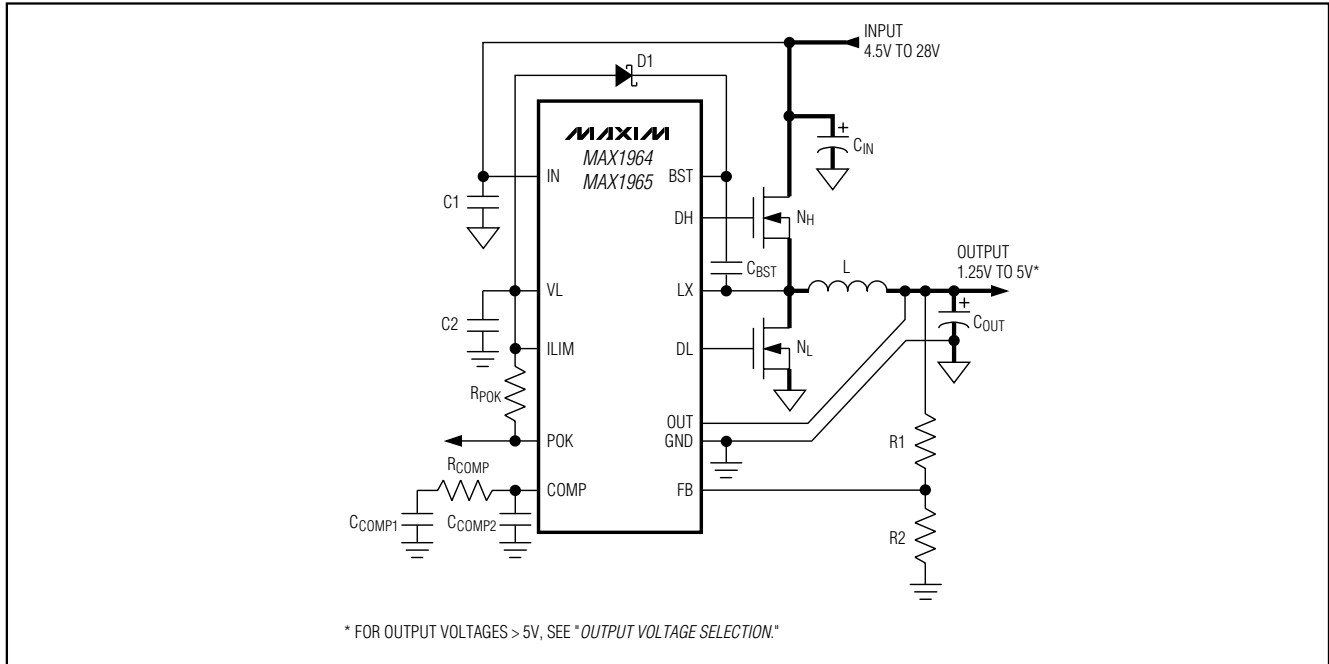 INPUT
4.5V TO 28V
D1
MAXIM
MAX1964
MAX1965
CIN
IN
BST
C1
DH
NH
CBST
OUTPUT
1.25V TO 5V*
L
VL
LX
C2
COUT
ILIM
DL
NL
RPOK
OUT
POK
GND
R1
RCOMP
COMP
FB
CCOMP1
CCOMP2
R2
* FOR OUTPUT VOLTAGES > 5V, SEE "OUTPUT VOLTAGE SELECTION."